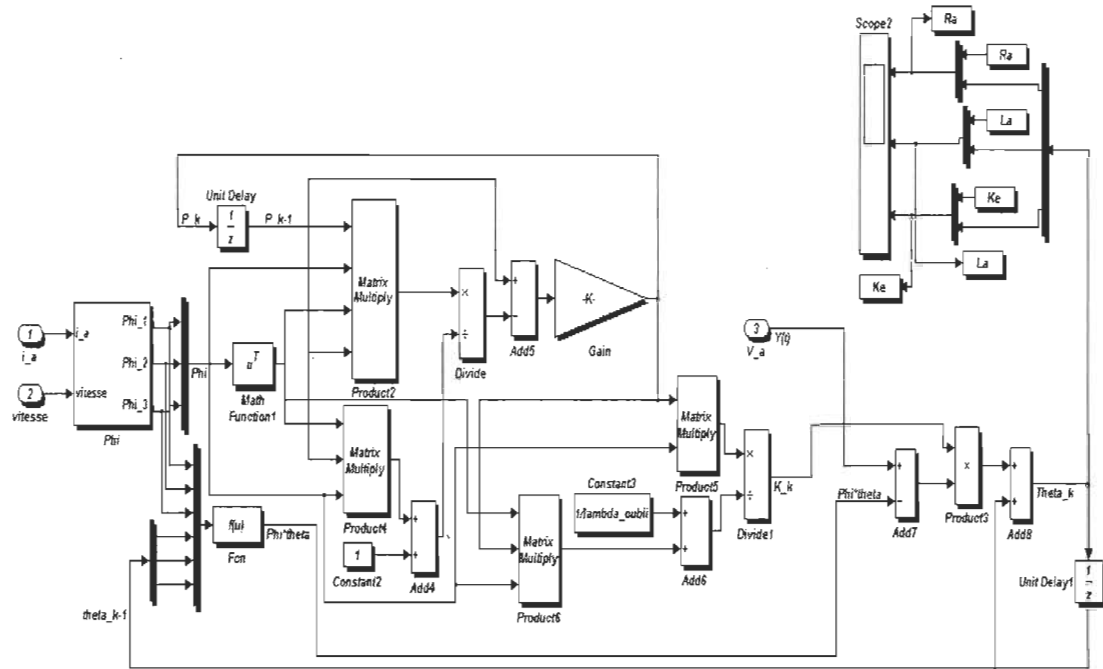 Scope2
Ra
Ra
La
Ke
La
Ke
Unit Delay
P_k
1
z
P_k-1
Matrix
Multiply
Product2
×
÷
Divide
+
−
Add5
-K-
Gain
1
i_a
2
vitesse
i_a
vitesse
Phi_1
Phi_2
Phi_3
Phi
Phi
u^T
Math
Function1
3
V_a
Y(t)
Matrix
Multiply
Product4
Matrix
Multiply
Product5
×
÷
Divide1
K_k
Constant3
1/lambda_oubli
f(u)
Fcn
Phi*theta
1
Constant2
+
+
Add4
Matrix
Multiply
Product6
+
+
Add6
Phi*theta
+
−
Add7
×
Product3
+
+
Add8
Theta_k
Unit Delay1
1
z
theta_k-1